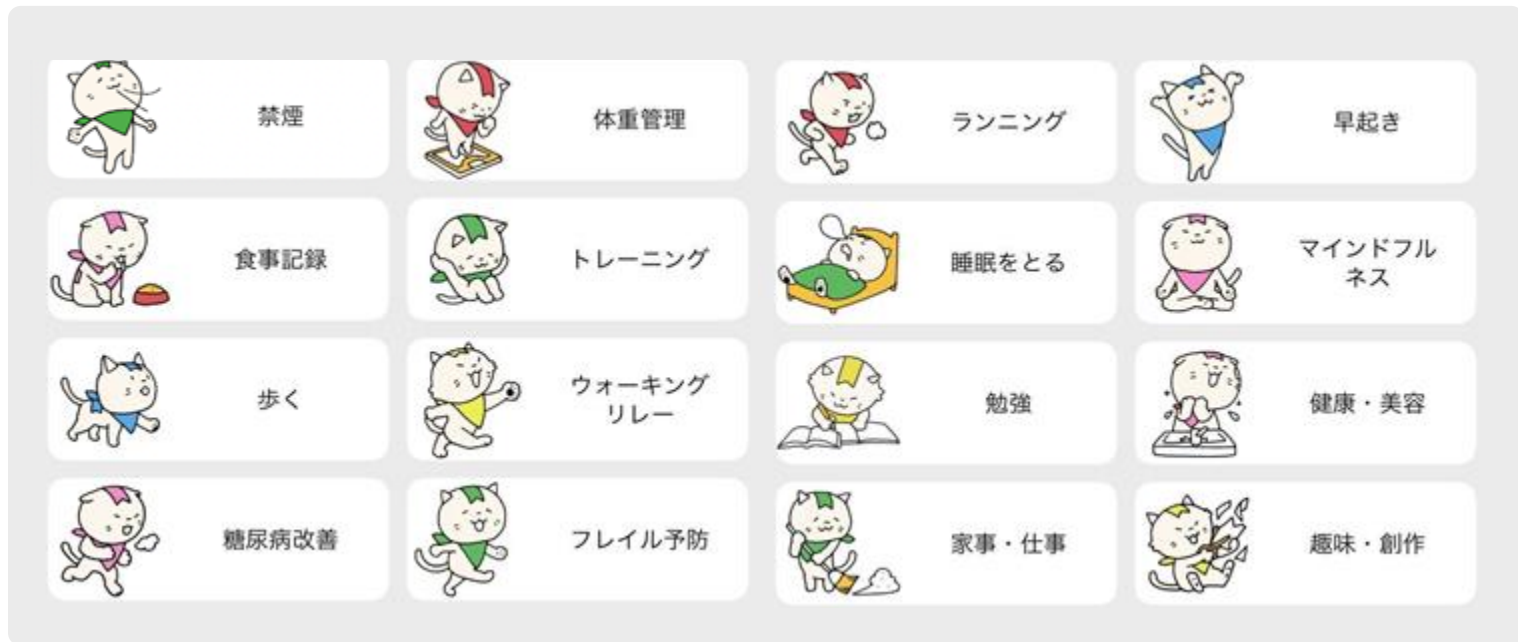 禁煙
体重管理
ランニング
早起き
食事記録
トレーニング
睡眠をとる
マインドフル
ネス
歩く
ウォーキング
リレー
勉強
健康・美容
糖尿病改善
フレイル予防
家事・仕事
趣味・創作